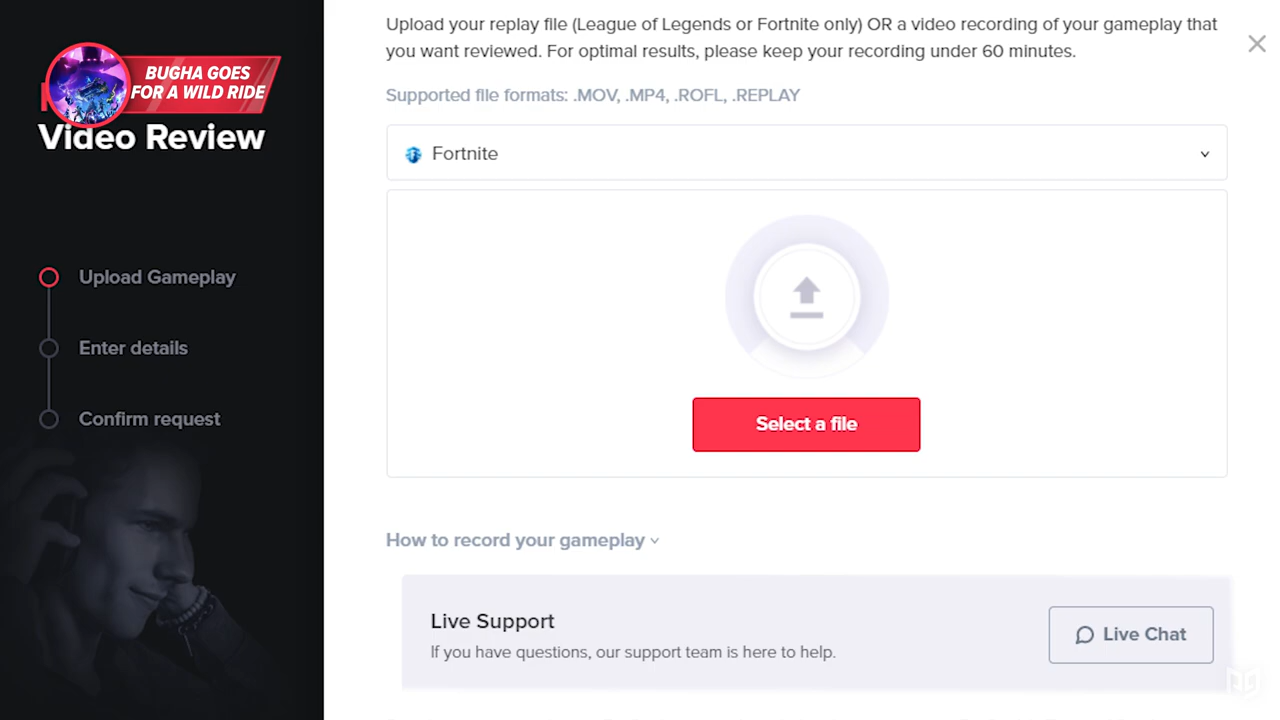 BUGHA GOES
FOR A WILD RIDE
Video Review
Upload Gameplay
Enter details
Confirm request
Upload your replay file (League of Legends or Fortnite only) OR a video recording of your gameplay that
you want reviewed. For optimal results, please keep your recording under 60 minutes.
Supported file formats: .MOV, .MP4, .ROFL, .REPLAY
Fortnite
Select a file
How to record your gameplay
Live Support
If you have questions, our support team is here to help.
Live Chat